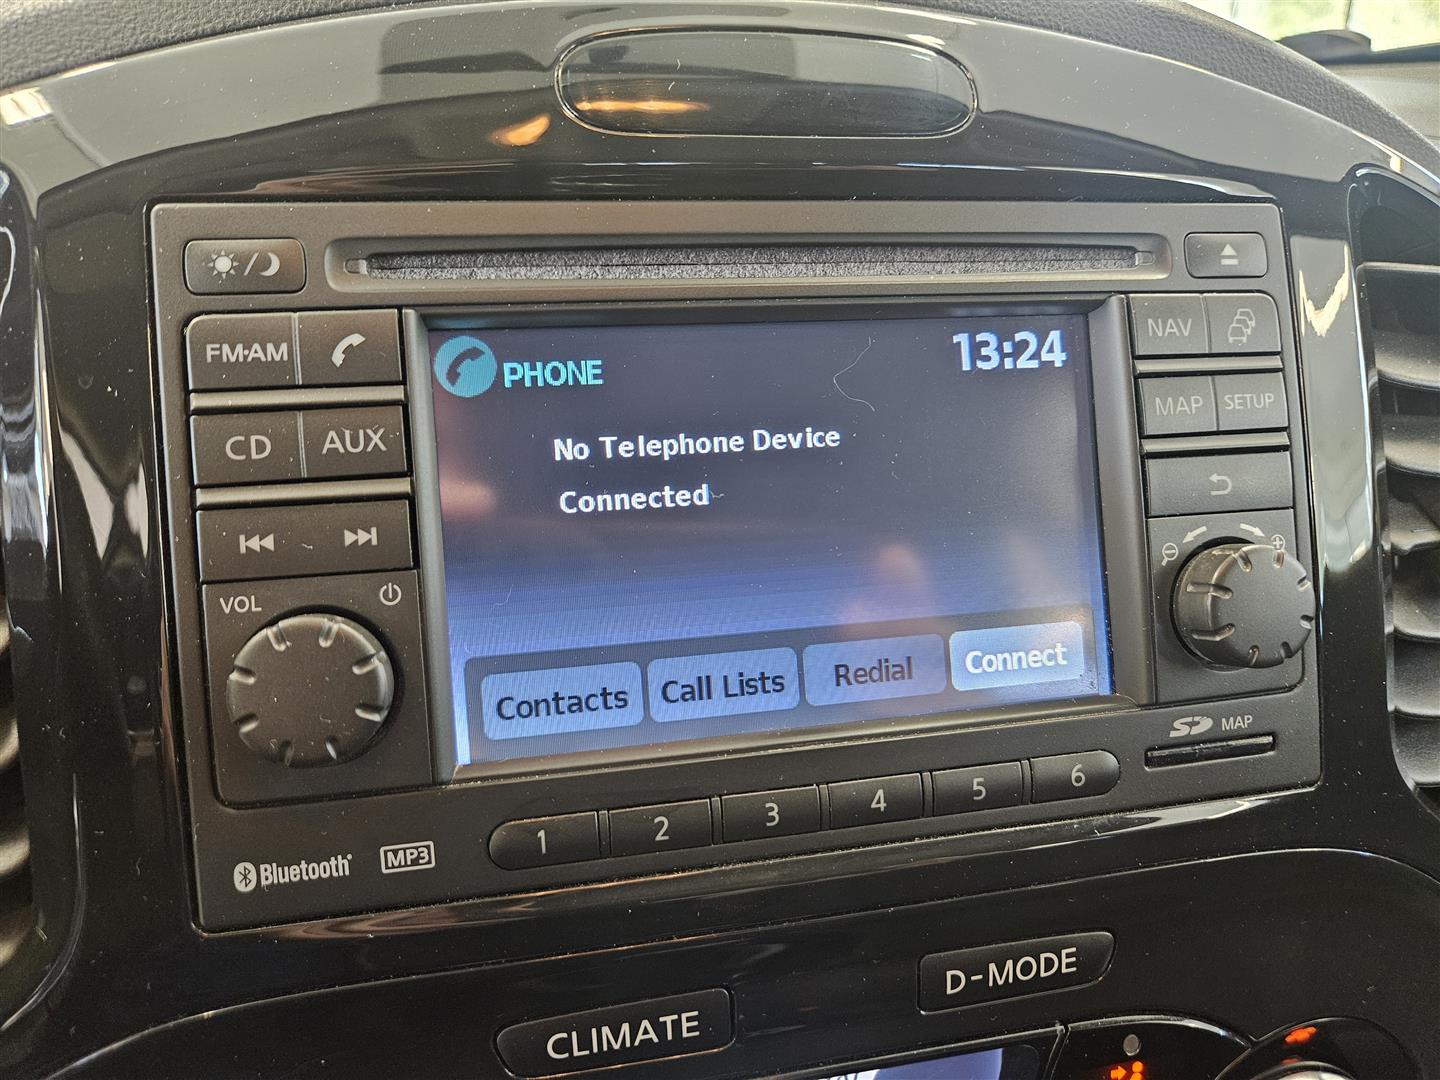 FM·AM
CD
AUX
VOL
PHONE
13:24
No Telephone Device
Connected
Contacts
Call Lists
Redial
Connect
NAV
MAP
SETUP
SD MAP
1
2
3
4
5
6
Bluetooth®
MP3
D-MODE
CLIMATE